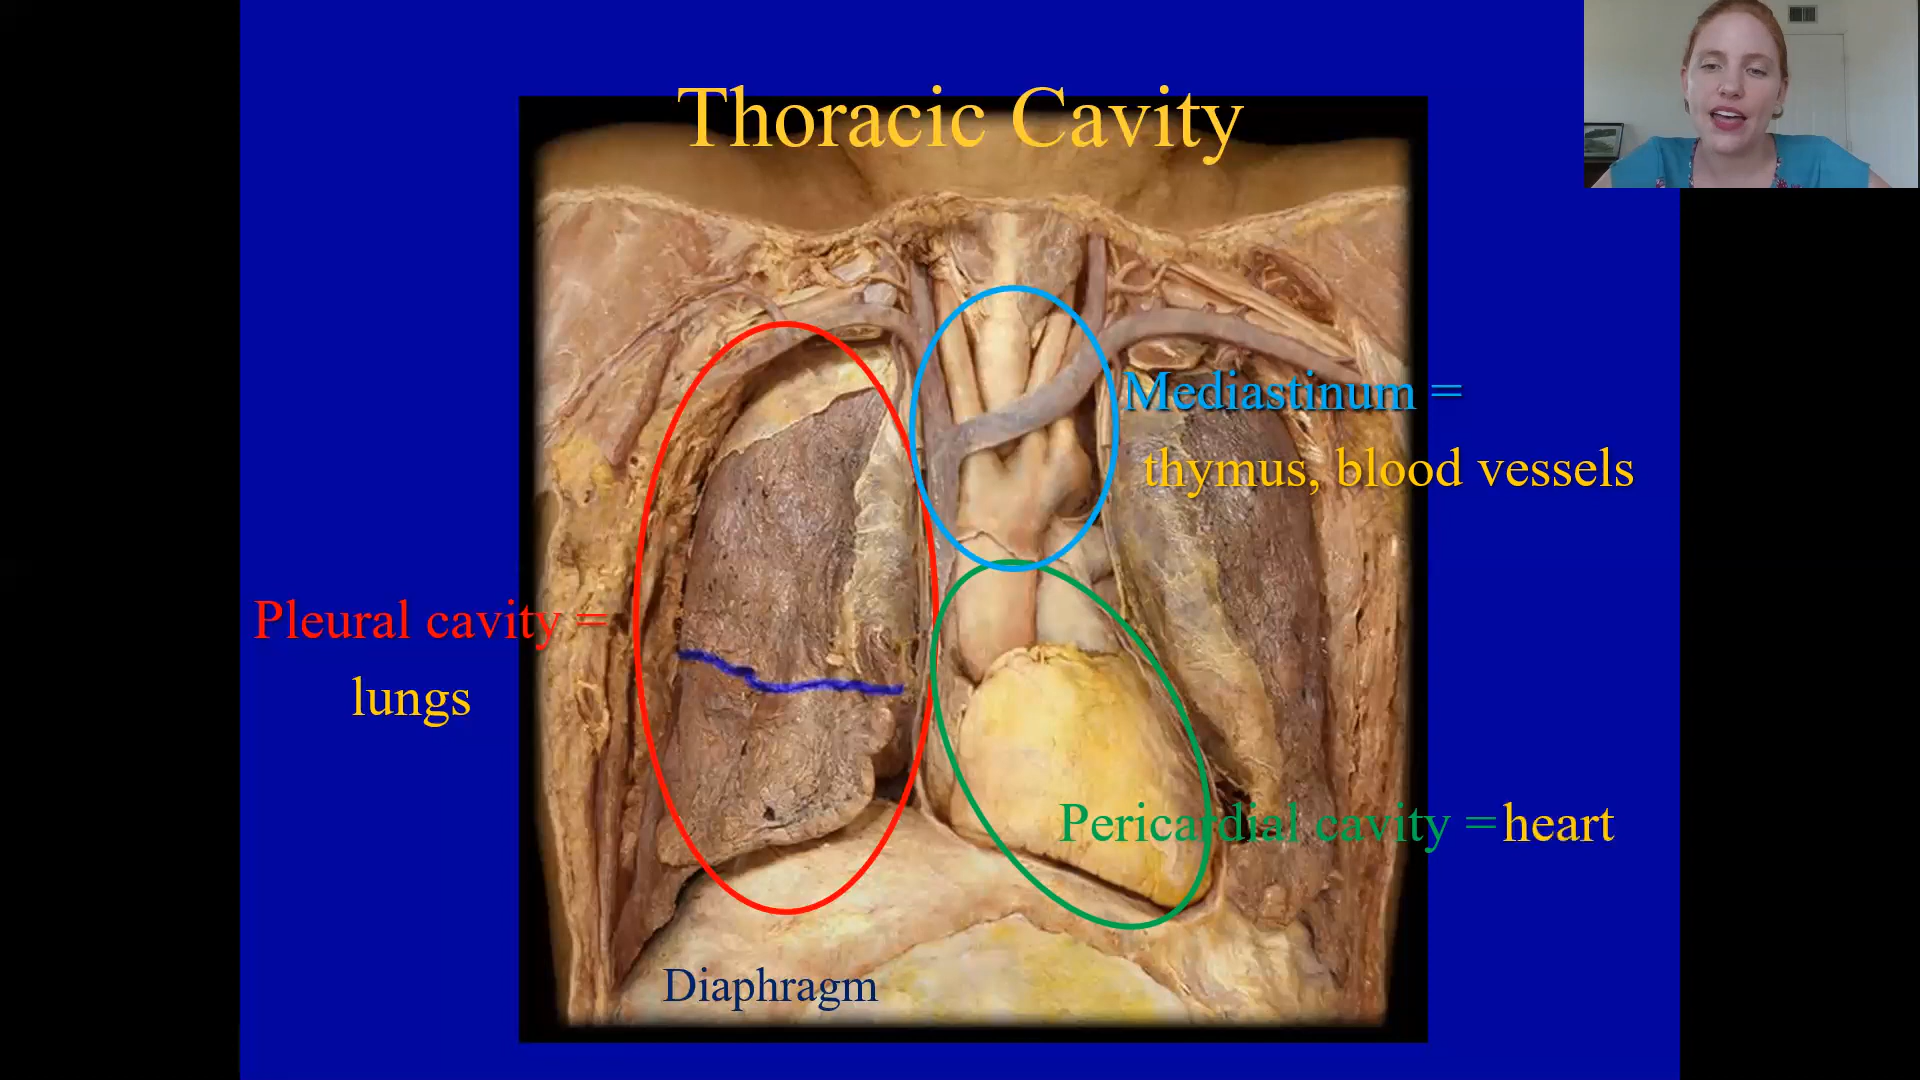 Thoracic Cavity
Mediastinum =
thymus, blood vessels
Pleural cavity =
lungs
Pericardial cavity = heart
Diaphragm